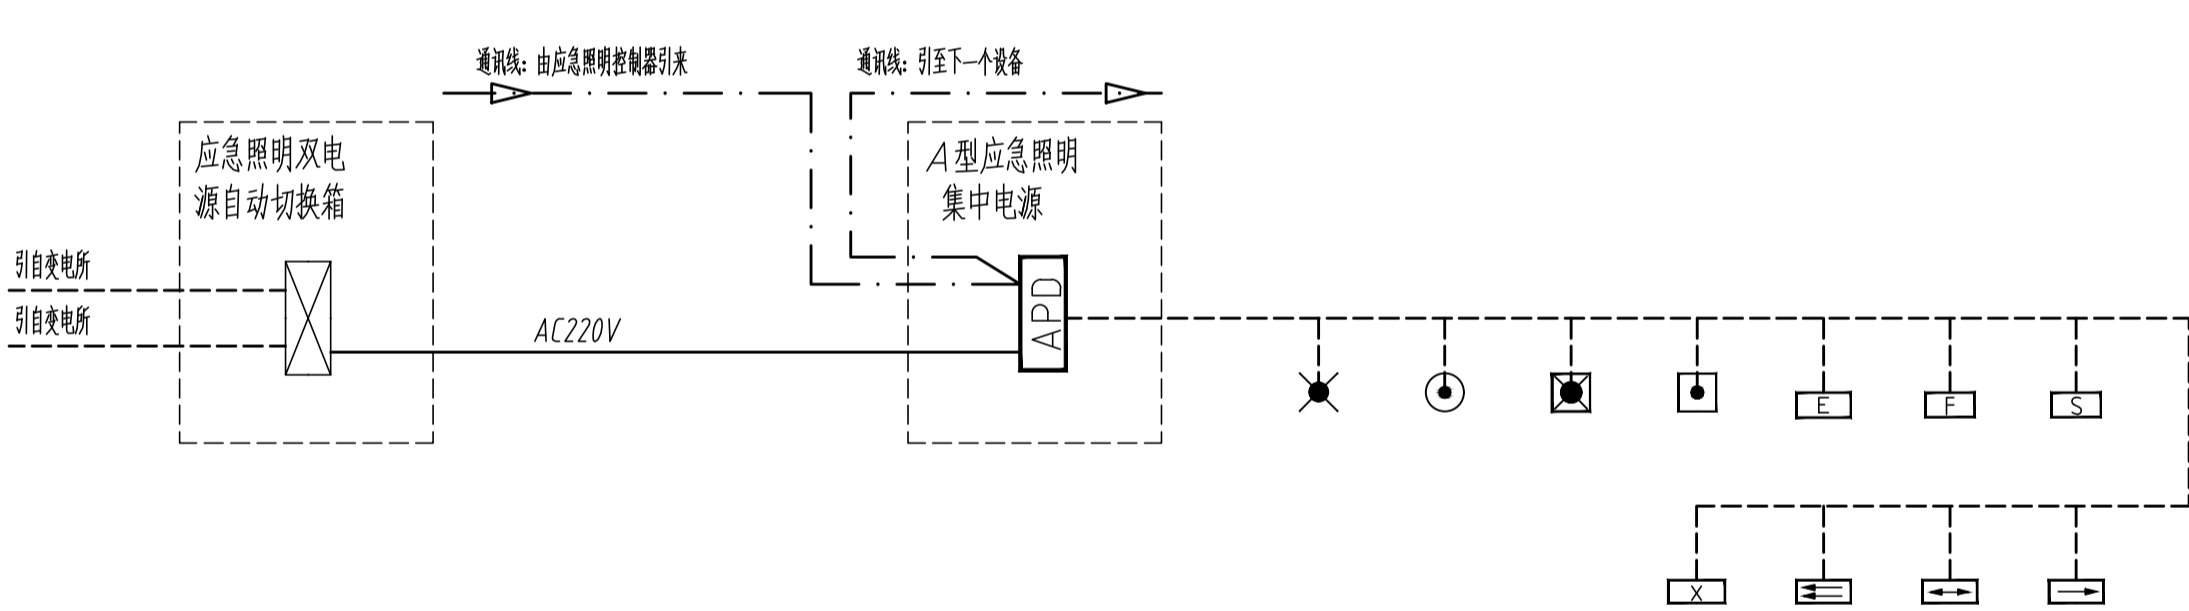 通讯线：由应急照明控制器引来
通讯线：引至下一个设备
应急照明双电
源自动切换箱
A型应急照明
集中电源
引自变电所
引自变电所
AC220V
APD
E
F
S
X